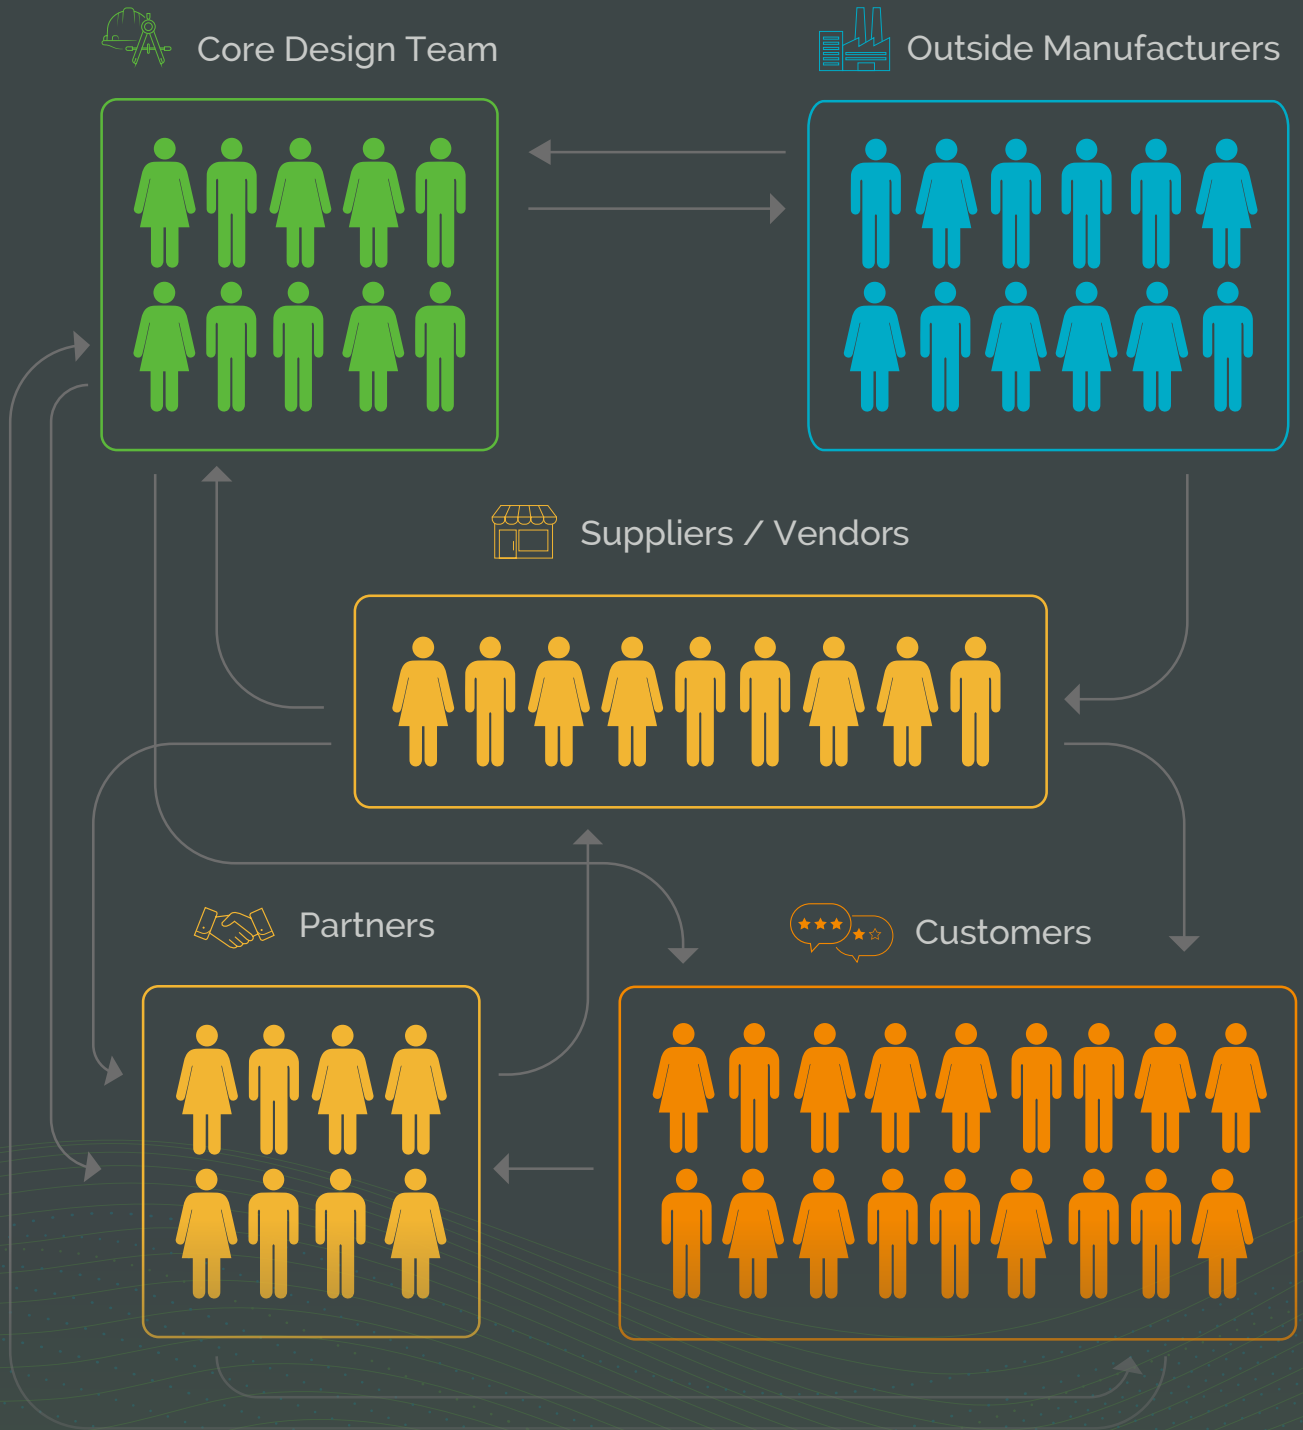 Core Design Team
Outside Manufacturers
Suppliers / Vendors
Partners
Customers